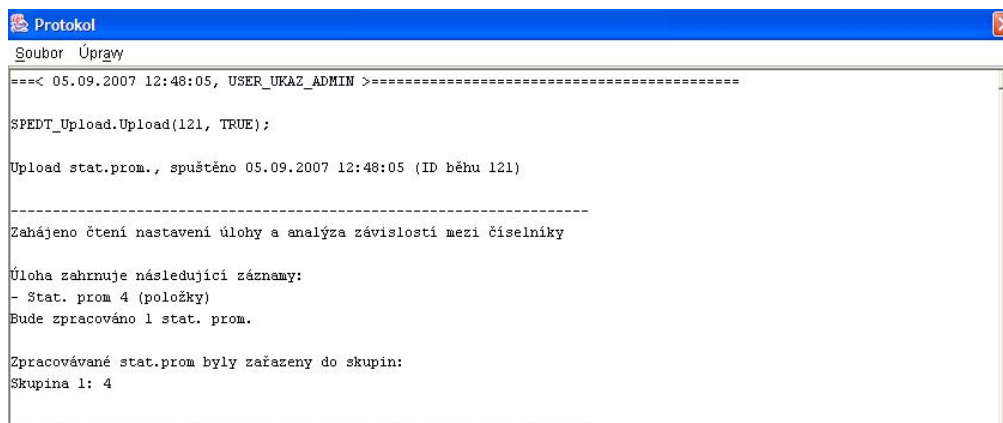 Protokol
Soubor Úpravy
===< 05.09.2007 12:48:05, USER_UKAZ_ADMIN >============================================
SPEDT_Upload.Upload(121, TRUE);
Upload stat.prom., spuštěno 05.09.2007 12:48:05 (ID běhu 121)
----------------------------------------------------------------------
Zahájeno čtení nastavení úlohy a analýza závislostí mezi číselníky
Úloha zahrnuje následující záznamy:
- Stat. prom 4 (položky)
Bude zpracováno 1 stat. prom.
Zpracovávané stat.prom byly zařazeny do skupin:
Skupina 1: 4